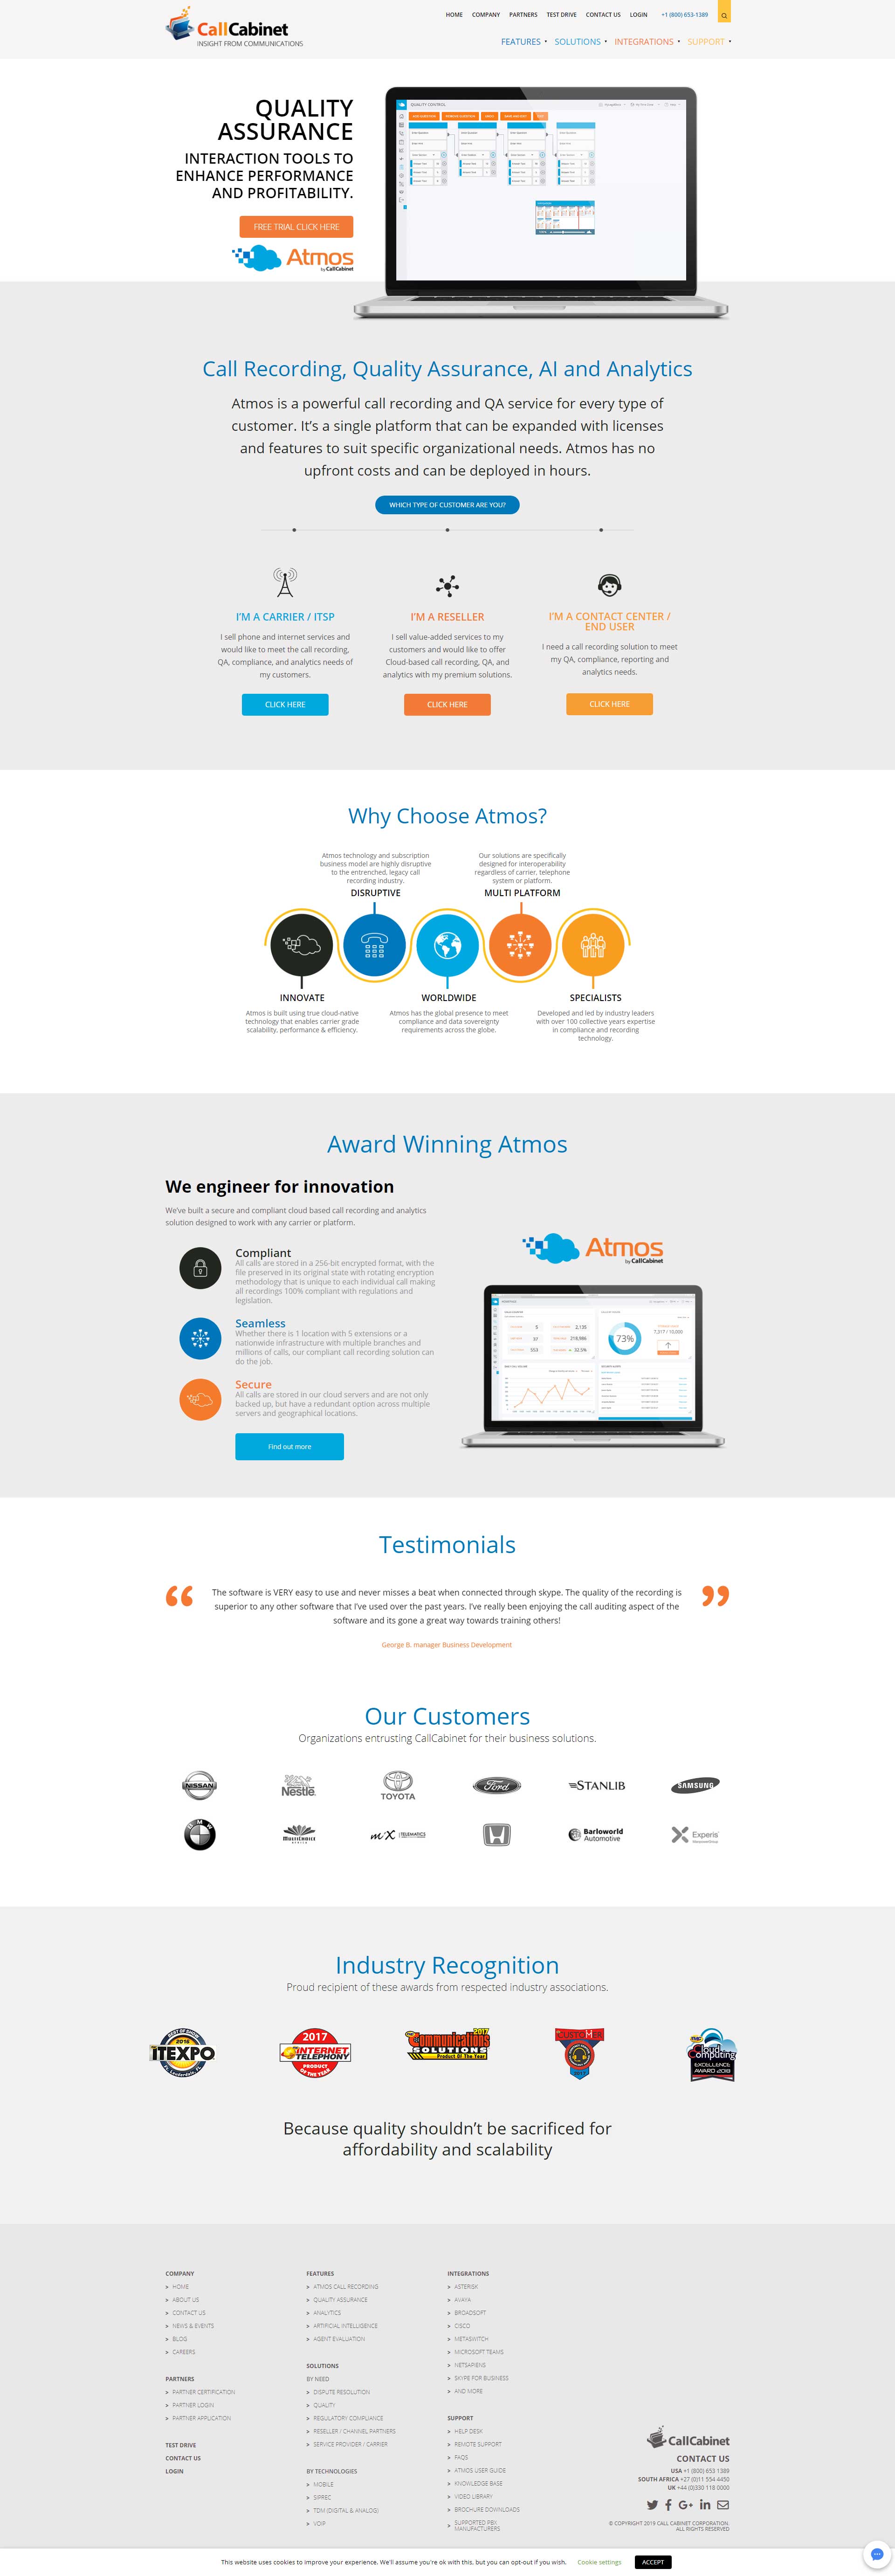 CallCabinet
INSIGHT FROM COMMUNICATIONS
HOME COMPANY PARTNERS TEST DRIVE CONTACT US LOGIN +1 (800) 653-1389
FEATURES SOLUTIONS INTEGRATIONS SUPPORT
QUALITY
ASSURANCE
INTERACTION TOOLS TO
ENHANCE PERFORMANCE
AND PROFITABILITY.
FREE TRIAL CLICK HERE
Atmos
by CallCabinet
QUALITY CONTROL
Call Recording, Quality Assurance, AI and Analytics
Atmos is a powerful call recording and QA service for every type of
customer. It's a single platform that can be expanded with licenses
and features to suit specific organizational needs. Atmos has no
upfront costs and can be deployed in hours.
WHICH TYPE OF CUSTOMER ARE YOU?
I'M A CARRIER / ITSP
I sell phone and internet services and
would like to meet the call recording,
QA, compliance, and analytics needs of
my customers.
CLICK HERE
I'M A RESELLER
I sell value-added services to my
customers and would like to offer
Cloud-based call recording, QA, and
analytics with my premium solutions.
CLICK HERE
I'M A CONTACT CENTER /
END USER
I need a call recording solution to meet
my QA, compliance, reporting and
analytics needs.
CLICK HERE
Why Choose Atmos?
Atmos technology and subscription
business model are highly disruptive
to the entrenched, legacy call
recording industry.
DISRUPTIVE
Our solutions are specifically
designed for interoperability
regardless of carrier, telephone
system or platform.
MULTI PLATFORM
INNOVATE
Atmos is built using true cloud-native
technology that enables carrier grade
scalability, performance & efficiency.
WORLDWIDE
Atmos has the global presence to meet
compliance and data sovereignty
requirements across the globe.
SPECIALISTS
Developed and led by industry leaders
with over 100 collective years expertise
in compliance and recording
technology.
Award Winning Atmos
We engineer for innovation
We've built a secure and compliant cloud based call recording and analytics
solution designed to work with any carrier or platform.
Compliant
All calls are stored in a 256-bit encrypted format, with the
file preserved in its original state with rotating encryption
methodology that is unique to each individual call making
all recordings 100% compliant with regulations and
legislation.
Seamless
Whether there is 1 location with 5 extensions or a
nationwide infrastructure with multiple branches and
millions of calls, our compliant call recording solution can
do the job.
Secure
All calls are stored in our cloud servers and are not only
backed up, but have a redundant option across multiple
servers and geographical locations.
Find out more
Atmos
by CallCabinet
5 2,135
37 218,986
553 32.5%
73%
7,317 / 10,000
Testimonials
The software is VERY easy to use and never misses a beat when connected through skype. The quality of the recording is
superior to any other software that I've used over the past years. I've really been enjoying the call auditing aspect of the
software and its gone a great way towards training others!
George B. manager Business Development
Our Customers
Organizations entrusting CallCabinet for their business solutions.
NISSAN
Nestle
TOYOTA
Ford
STANLIB
SAMSUNG
BMW
MULTICHOICE
MiX TELEMATICS
Barloworld
Automotive
Experis
ManpowerGroup
Industry Recognition
Proud recipient of these awards from respected industry associations.
BEST OF SHOW
2016
ITEXPO
Ft. Lauderdale, FL
2017
INTERNET
TELEPHONY
PRODUCT
OF THE YEAR
2017
Communications
SOLUTIONS
Product Of The Year
CUSTOMER
2017
Cloud
Computing
EXCELLENCE
AWARD 2018
Because quality shouldn't be sacrificed for
affordability and scalability
COMPANY
HOME
ABOUT US
CONTACT US
NEWS & EVENTS
BLOG
CAREERS
PARTNERS
PARTNER CERTIFICATION
PARTNER LOGIN
PARTNER APPLICATION
TEST DRIVE
CONTACT US
LOGIN
FEATURES
ATMOS CALL RECORDING
QUALITY ASSURANCE
ANALYTICS
ARTIFICIAL INTELLIGENCE
AGENT EVALUATION
SOLUTIONS
BY NEED
DISPUTE RESOLUTION
QUALITY
REGULATORY COMPLIANCE
RESELLER / CHANNEL PARTNERS
SERVICE PROVIDER / CARRIER
BY TECHNOLOGIES
MOBILE
SIPREC
TDM (DIGITAL & ANALOG)
VOIP
INTEGRATIONS
ASTERISK
AVAYA
BROADSOFT
CISCO
METASWITCH
MICROSOFT TEAMS
NETSAPIENS
SKYPE FOR BUSINESS
AND MORE
SUPPORT
HELP DESK
REMOTE SUPPORT
FAQS
ATMOS USER GUIDE
KNOWLEDGE BASE
VIDEO LIBRARY
BROCHURE DOWNLOADS
SUPPORTED PBX
MANUFACTURERS
CallCabinet
CONTACT US
USA +1 (800) 653 1389
SOUTH AFRICA +27 (0)11 554 4450
UK +44 (0)330 118 0000
© COPYRIGHT 2019 CALL CABINET CORPORATION.
ALL RIGHTS RESERVED
This website uses cookies to improve your experience. We'll assume you're ok with this, but you can opt-out if you wish. Cookie settings ACCEPT